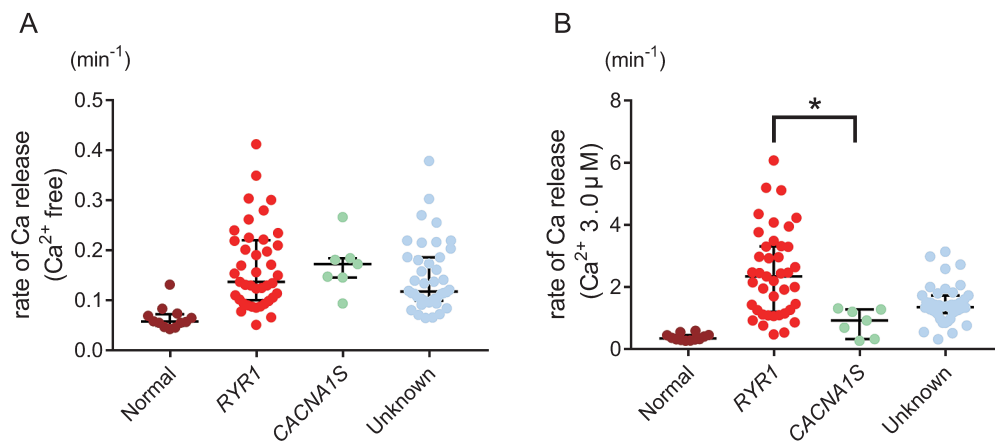 A
(min⁻¹)
rate of Ca release
(Ca²⁺ free)
0.5
0.4
0.3
0.2
0.1
0.0
Normal
RYR1
CACNA1S
Unknown
B
(min⁻¹)
rate of Ca release
(Ca²⁺ 3.0 μM)
8
6
4
2
0
*
Normal
RYR1
CACNA1S
Unknown